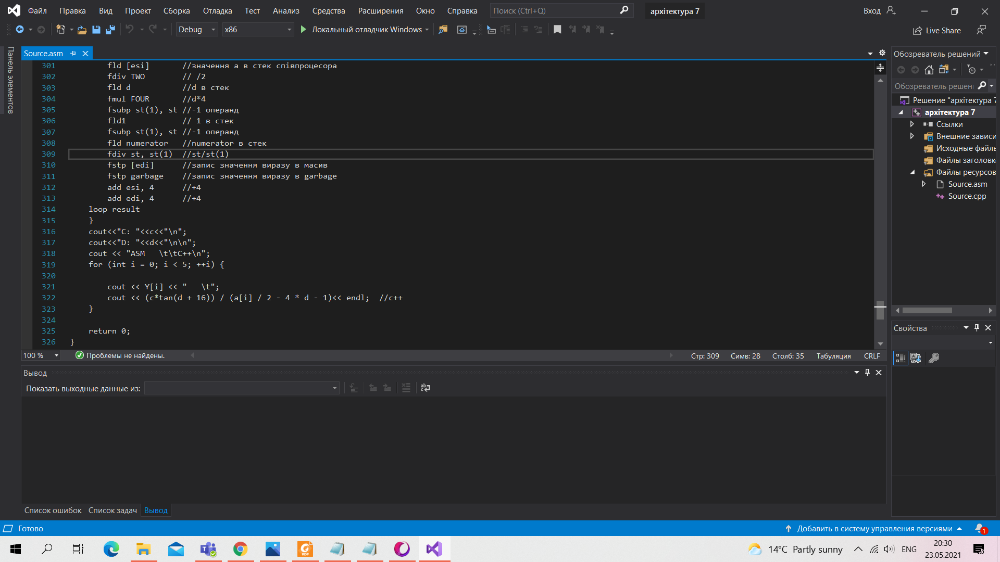 Файл Правка Вид Проект Сборка Отладка Тест Анализ Средства Расширения Окно Справка Поиск (Ctrl+Q) архітектура 7 Вход
Debug x86 Локальный отладчик Windows Live Share
Панель элементов
Source.asm
301 fld [esi] //значення a в стек співпроцесора
302 fdiv TWO // /2
303 fld d //d в стек
304 fmul FOUR //d*4
305 fsubp st(1), st //-1 операнд
306 fld1 // 1 в стек
307 fsubp st(1), st //-1 операнд
308 fld numerator //numerator в стек
309 fdiv st, st(1) //st/st(1)
310 fstp [edi] //запис значення виразу в масив
311 fstp garbage //запис значення виразу в garbage
312 add esi, 4 //+4
313 add edi, 4 //+4
314 loop result
315 }
316 cout<<"C: "<<c<<"\n";
317 cout<<"D: "<<d<<"\n\n";
318 cout << "ASM \t\tC++\n";
319 for (int i = 0; i < 5; ++i) {
320
321 cout << Y[i] << " \t";
322 cout << (c*tan(d + 16)) / (a[i] / 2 - 4 * d - 1)<< endl; //c++
323 }
324
325 return 0;
326 }
100 % Проблемы не найдены. Стр: 309 Симв: 28 Столб: 35 Табуляция CRLF
Вывод
Показать выходные данные из:
Список ошибок Список задач Вывод
Обозреватель решений
Обозреватель решен
Решение "архітектура 7
архітектура 7
Ссылки
Внешние зависи
Исходные файль
Файлы заголовк
Файлы ресурсов
Source.asm
Source.cpp
Свойства
Готово Добавить в систему управления версиями 1
14°C Partly sunny ENG 20:30
23.05.2021